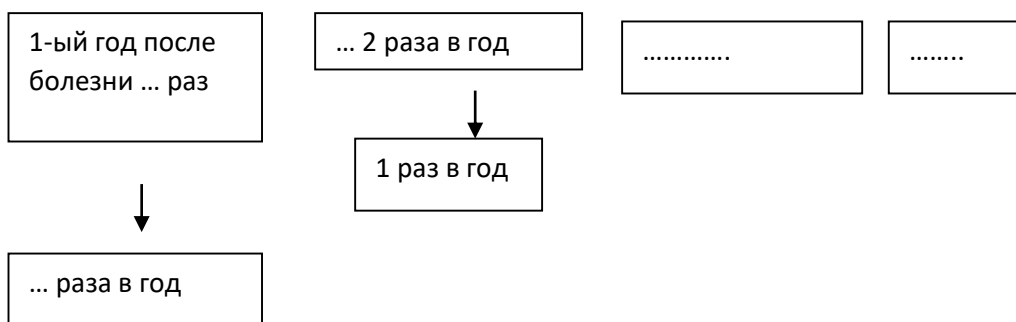 1-ый год после
болезни ... раз
... 2 раза в год
………….
……..
1 раз в год
... раза в год